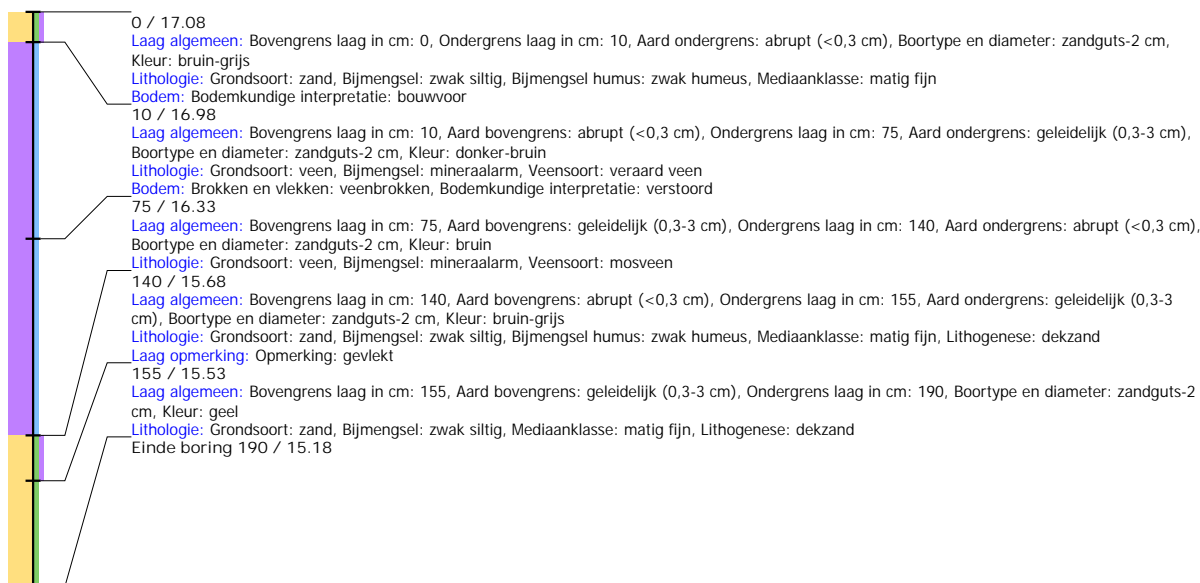 0 / 17.08
Laag algemeen: Bovengrens laag in cm: 0, Ondergrens laag in cm: 10, Aard ondergrens: abrupt (<0,3 cm), Boortype en diameter: zandguts-2 cm,
Kleur: bruin-grijs
Lithologie: Grondsoort: zand, Bijmengsel: zwak siltig, Bijmengsel humus: zwak humeus, Mediaanklasse: matig fijn
Bodem: Bodemkundige interpretatie: bouwvoor
10 / 16.98
Laag algemeen: Bovengrens laag in cm: 10, Aard bovengrens: abrupt (<0,3 cm), Ondergrens laag in cm: 75, Aard ondergrens: geleidelijk (0,3-3 cm),
Boortype en diameter: zandguts-2 cm, Kleur: donker-bruin
Lithologie: Grondsoort: veen, Bijmengsel: mineraalarm, Veensoort: veraard veen
Bodem: Brokken en vlekken: veenbrokken, Bodemkundige interpretatie: verstoord
75 / 16.33
Laag algemeen: Bovengrens laag in cm: 75, Aard bovengrens: geleidelijk (0,3-3 cm), Ondergrens laag in cm: 140, Aard ondergrens: abrupt (<0,3 cm),
Boortype en diameter: zandguts-2 cm, Kleur: bruin
Lithologie: Grondsoort: veen, Bijmengsel: mineraalarm, Veensoort: mosveen
140 / 15.68
Laag algemeen: Bovengrens laag in cm: 140, Aard bovengrens: abrupt (<0,3 cm), Ondergrens laag in cm: 155, Aard ondergrens: geleidelijk (0,3-3
cm), Boortype en diameter: zandguts-2 cm, Kleur: bruin-grijs
Lithologie: Grondsoort: zand, Bijmengsel: zwak siltig, Bijmengsel humus: zwak humeus, Mediaanklasse: matig fijn, Lithogenese: dekzand
Laag opmerking: Opmerking: gevlekt
155 / 15.53
Laag algemeen: Bovengrens laag in cm: 155, Aard bovengrens: geleidelijk (0,3-3 cm), Ondergrens laag in cm: 190, Boortype en diameter: zandguts-2
cm, Kleur: geel
Lithologie: Grondsoort: zand, Bijmengsel: zwak siltig, Mediaanklasse: matig fijn, Lithogenese: dekzand
Einde boring 190 / 15.18